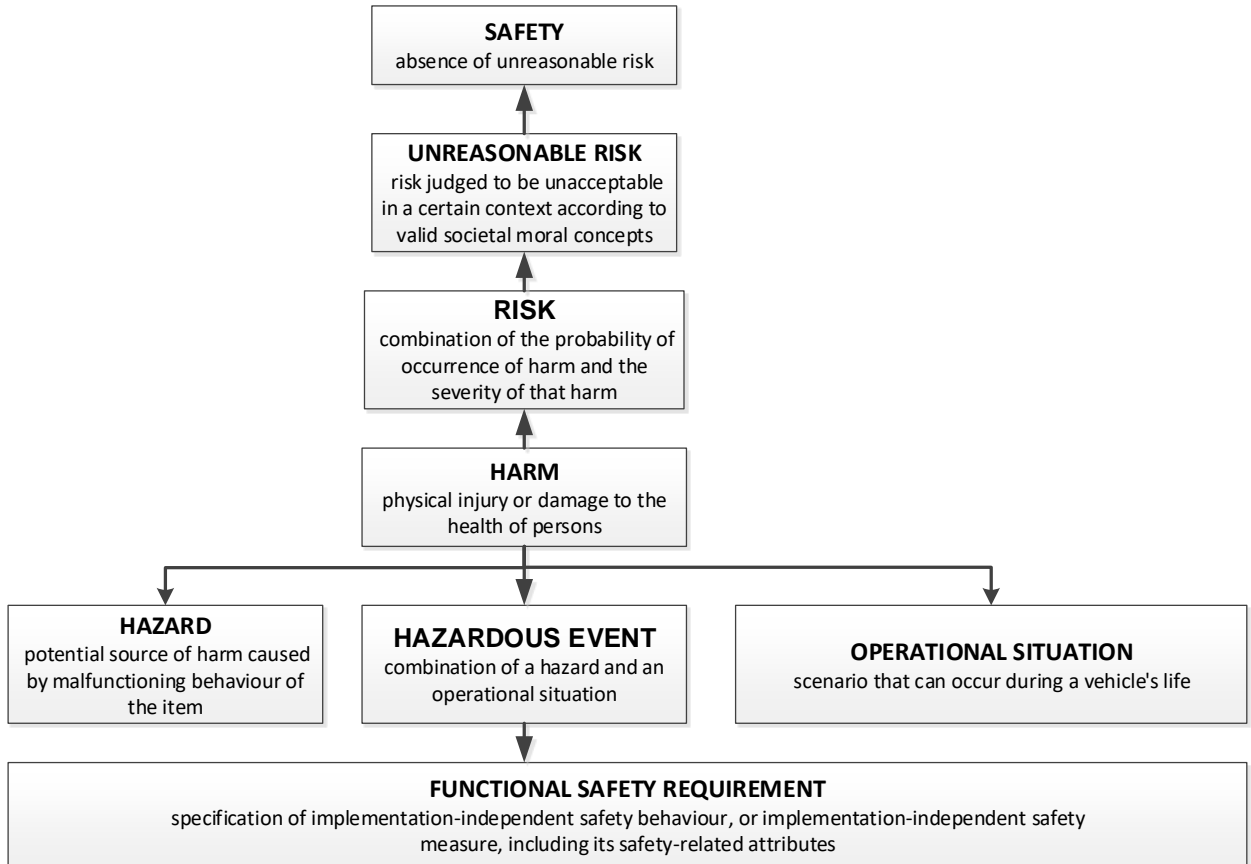 SAFETY
absence of unreasonable risk
UNREASONABLE RISK
risk judged to be unacceptable
in a certain context according to
valid societal moral concepts
RISK
combination of the probability of
occurrence of harm and the
severity of that harm
HARM
physical injury or damage to the
health of persons
HAZARD
potential source of harm caused
by malfunctioning behaviour of
the item
HAZARDOUS EVENT
combination of a hazard and an
operational situation
OPERATIONAL SITUATION
scenario that can occur during a vehicle's life
FUNCTIONAL SAFETY REQUIREMENT
specification of implementation-independent safety behaviour, or implementation-independent safety
measure, including its safety-related attributes